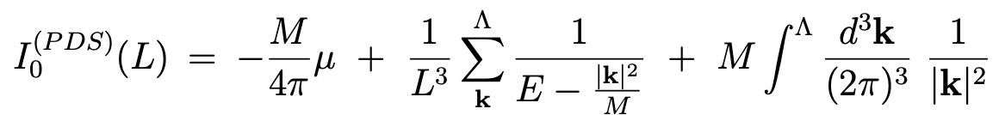 I_0^{(PDS)}(L) = -\frac{M}{4\pi}\mu + \frac{1}{L^3}\sum_{\mathbf{k}}^{\Lambda}\frac{1}{E - \frac{|\mathbf{k}|^2}{M}} + M\int^{\Lambda}\frac{d^3\mathbf{k}}{(2\pi)^3}\frac{1}{|\mathbf{k}|^2}